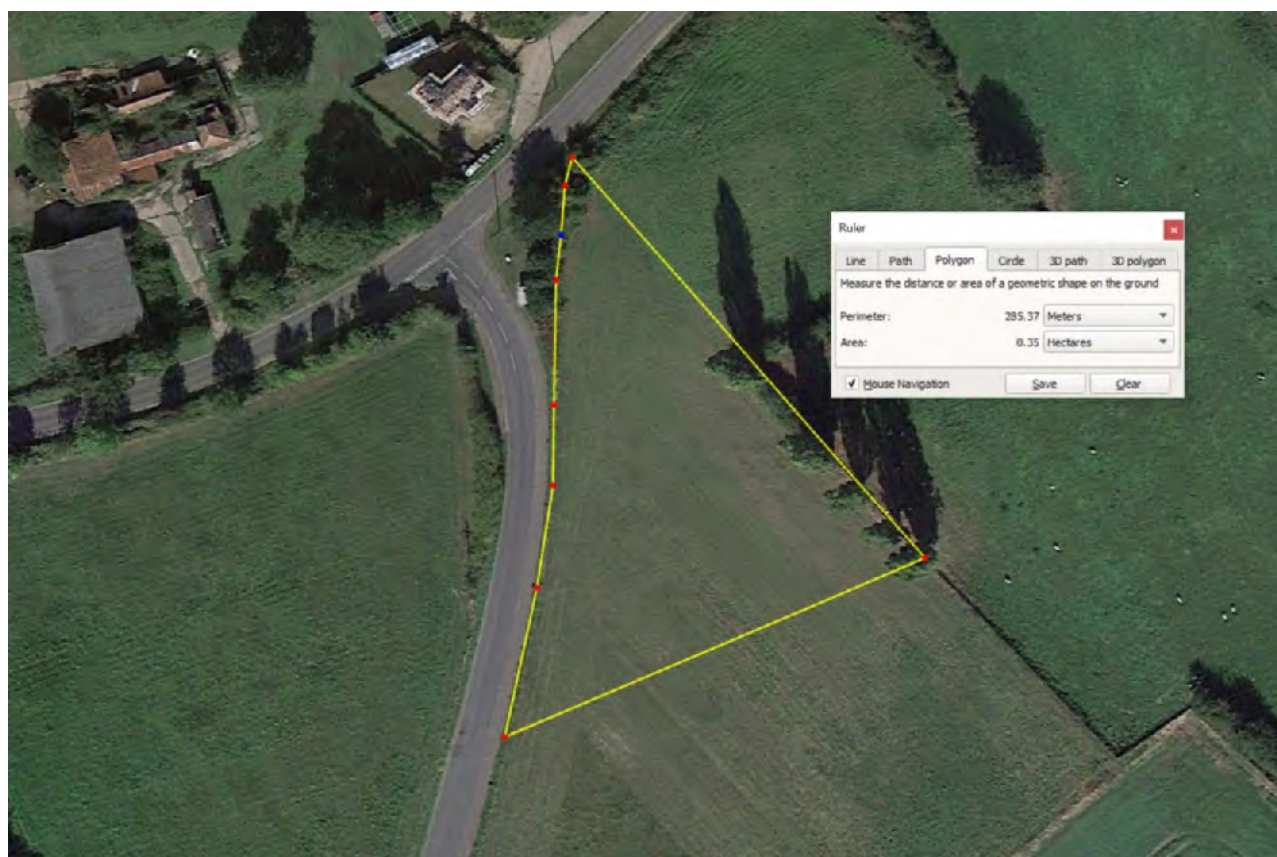 Ruler
Line Path Polygon Circle 3D path 3D polygon
Measure the distance or area of a geometric shape on the ground
Perimeter: 285.37 Meters
Area: 0.35 Hectares
Mouse Navigation Save Clear